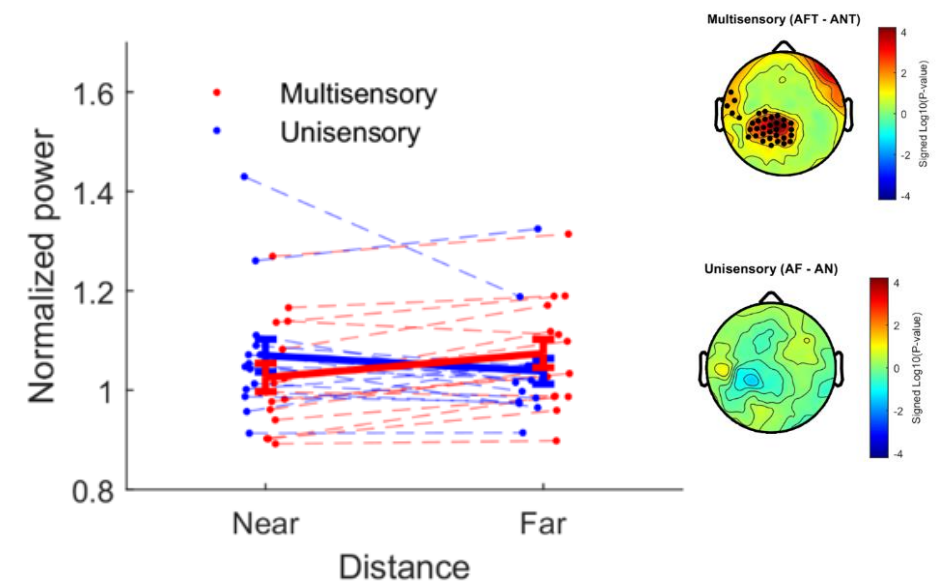 Normalized power
1.6
1.4
1.2
1
0.8
Multisensory
Unisensory
Near
Far
Distance
Multisensory (AFT - ANT)
4
2
0
-2
-4
Signed Log10(P-value)
Unisensory (AF - AN)
4
2
0
-2
-4
Signed Log10(P-value)